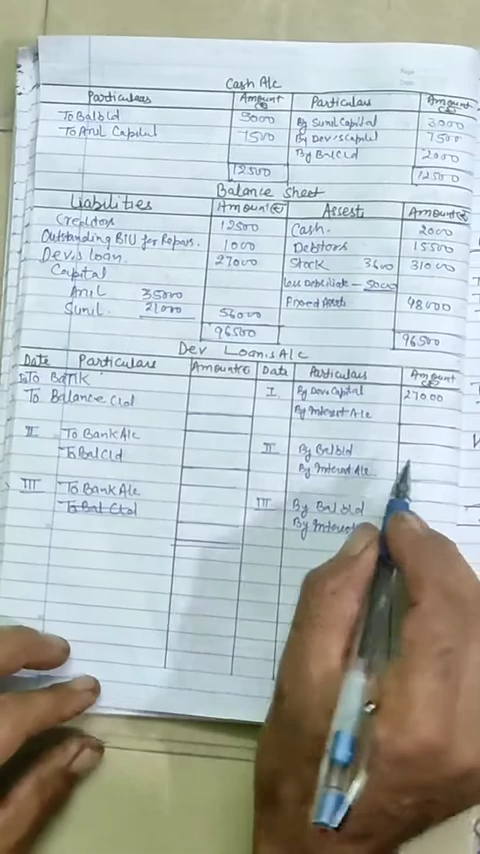 Page
Date
Cash A/c
Particulars Amount (₹) Particulars Amount (₹)
To Bal b/d By Sunil Capital 3000
To Anil Capital 7500 By Dev's Capital 7500
By Bal C/d 2000
12500 12500
Balance Sheet
Liabilities Amount (₹) Assest Amount (₹)
Creditors 12500 Cash 2000
Outstanding Bill for Repairs. 1000 Debtors 15500
Dev's loan. 27000 Stock 31000
Capital
Anil 35000 Fixed Assets 48000
Sunil. 21000 56000
96500 96500
Dev Loan's A/c
Date Particulars Amount (₹) Date Particulars Amount (₹)
I To Bank I By Devs Capital 27000
To Balance C/d By Interest A/c
II To Bank A/c II By Bal b/d
To Bal C/d By Interest A/c
III To Bank A/c III By Bal b/d
To Bal C/d By Interest